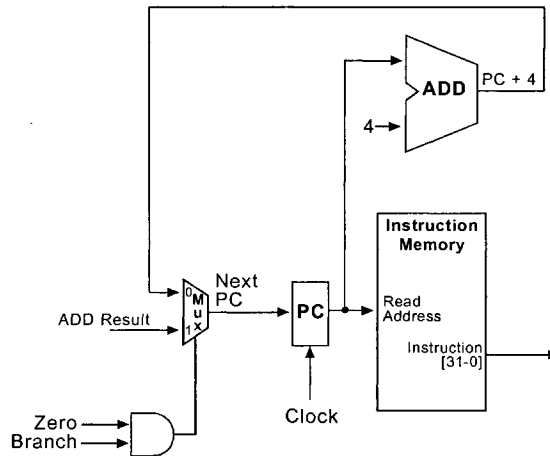 ADD
PC + 4
4
Instruction
Memory
Read
Address
Instruction
[31-0]
Next
PC
0
Mux
1
ADD Result
PC
Clock
Zero
Branch